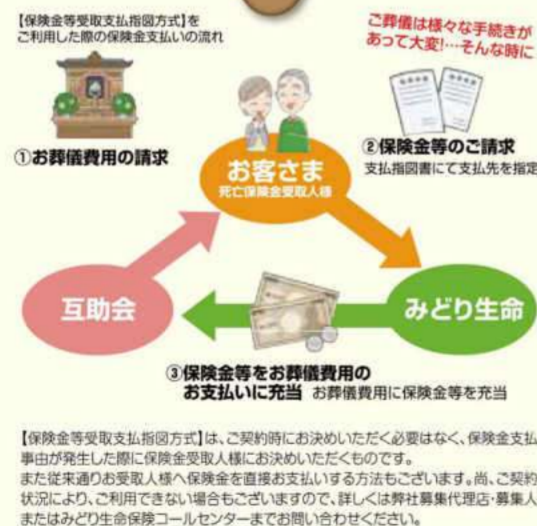 【保険金等受取支払指図方式】を
ご利用した際の保険金支払いの流れ
ご葬儀は様々な手続きが
あって大変!…そんな時に
①お葬儀費用の請求
②保険金等のご請求
支払指図書にて支払先を指定
お客さま
死亡保険金受取人様
互助会
みどり生命
③保険金等をお葬儀費用の
お支払いに充当 お葬儀費用に保険金等を充当
【保険金等受取支払指図方式】は、ご契約時にお決めいただく必要はなく、保険金支払
事由が発生した際に保険金受取人様にお決めいただくものです。
また従来通りお受取人様へ保険金を直接お支払いする方法もございます。尚、ご契約
状況により、ご利用できない場合もございますので、詳しくは弊社募集代理店・募集人
またはみどり生命保険コールセンターまでお問い合わせください。